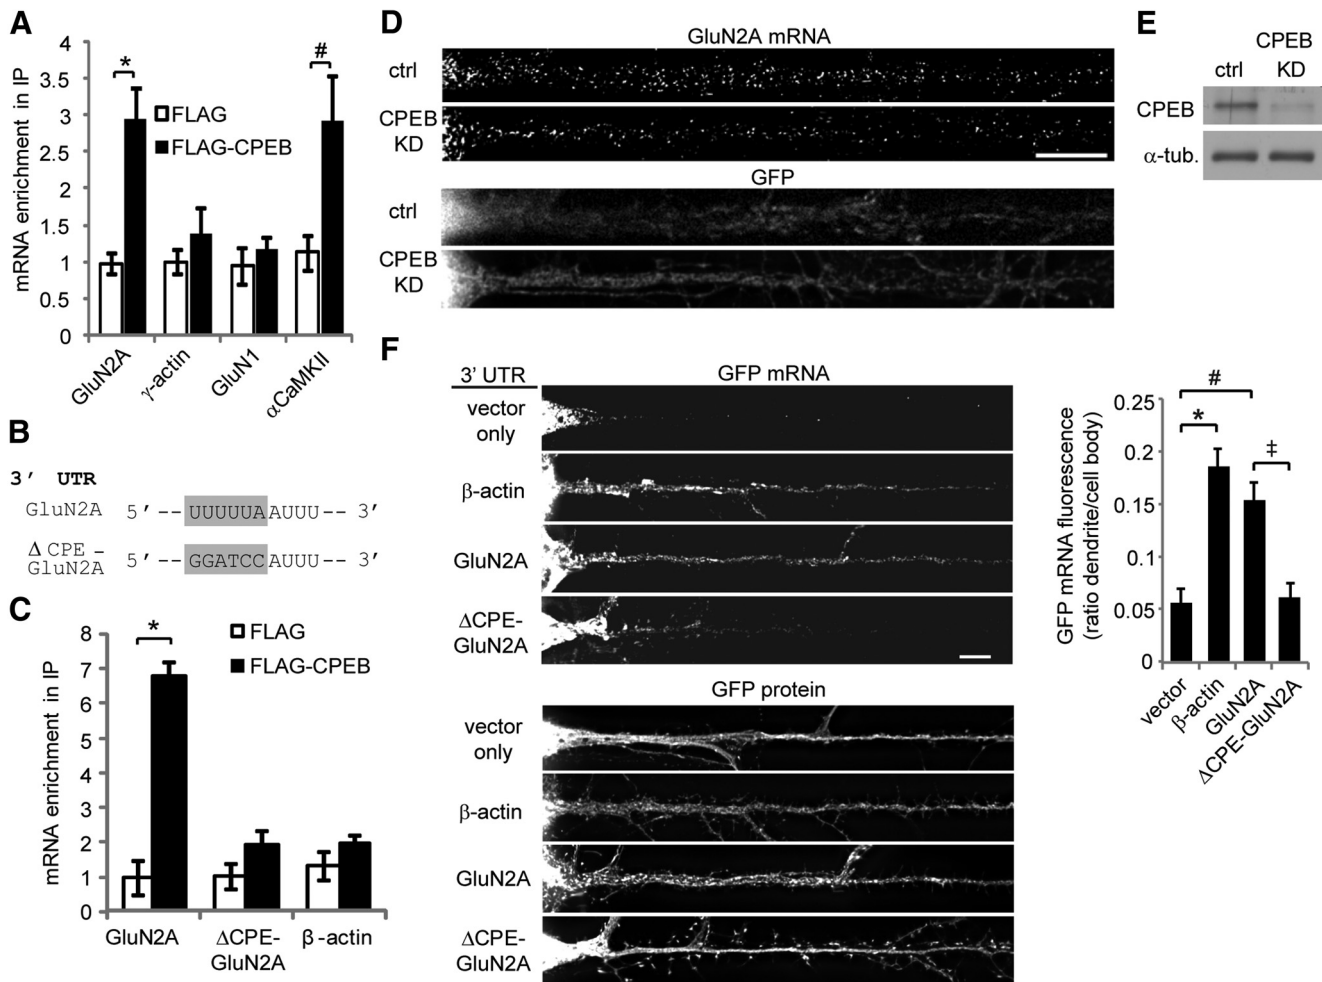 A
4
3.5
3
2.5
2
1.5
1
0.5
0
mRNA enrichment in IP
*
#
FLAG
FLAG-CPEB
GluN2A
γ-actin
GluN1
αCaMKII
B
3′ UTR
GluN2A 5′ -- UUUUUA AUUU -- 3′
Δ CPE –
GluN2A 5′ -- GGATCC AUUU -- 3′
C
8
7
6
5
4
3
2
1
0
mRNA enrichment in IP
*
FLAG
FLAG-CPEB
GluN2A
ΔCPE-
GluN2A
β-actin
D
GluN2A mRNA
ctrl
CPEB
KD
GFP
ctrl
CPEB
KD
E
CPEB
ctrl KD
CPEB
α-tub.
F
3′ UTR
GFP mRNA
vector
only
β-actin
GluN2A
ΔCPE-
GluN2A
GFP protein
vector
only
β-actin
GluN2A
ΔCPE-
GluN2A
GFP mRNA fluorescence
(ratio dendrite/cell body)
0.25
0.2
0.15
0.1
0.05
0
#
*
‡
vector
β-actin
GluN2A
ΔCPE-GluN2A